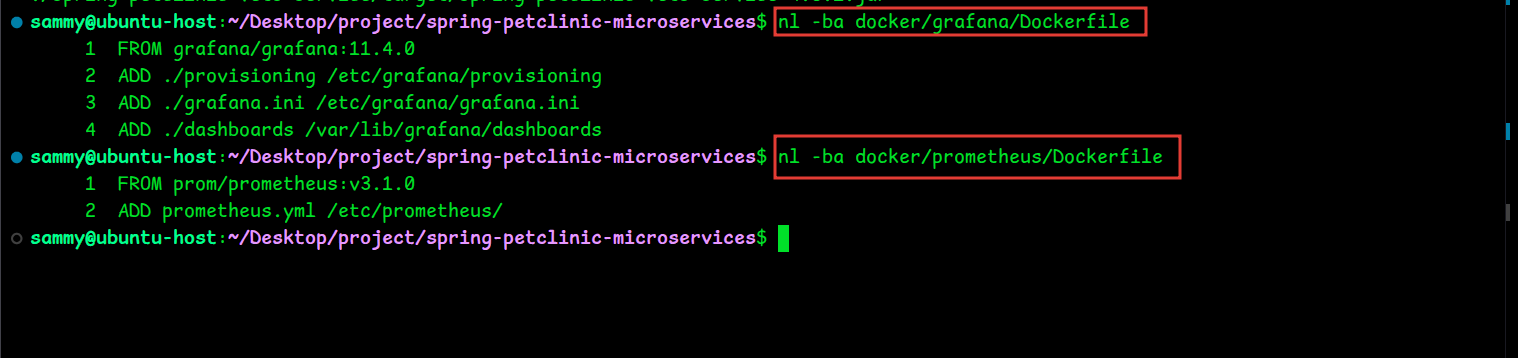 sammy@ubuntu-host:~/Desktop/project/spring-petclinic-microservices$ nl -ba docker/grafana/Dockerfile
1 FROM grafana/grafana:11.4.0
2 ADD ./provisioning /etc/grafana/provisioning
3 ADD ./grafana.ini /etc/grafana/grafana.ini
4 ADD ./dashboards /var/lib/grafana/dashboards
sammy@ubuntu-host:~/Desktop/project/spring-petclinic-microservices$ nl -ba docker/prometheus/Dockerfile
1 FROM prom/prometheus:v3.1.0
2 ADD prometheus.yml /etc/prometheus/
sammy@ubuntu-host:~/Desktop/project/spring-petclinic-microservices$